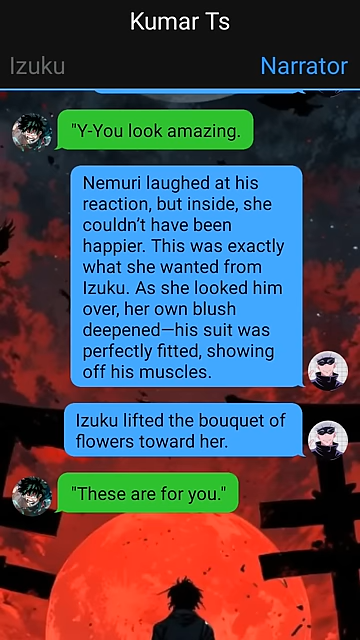 Kumar Ts
Izuku
Narrator
"Y-You look amazing.
Nemuri laughed at his
reaction, but inside, she
couldn't have been
happier. This was exactly
what she wanted from
Izuku. As she looked him
over, her own blush
deepened—his suit was
perfectly fitted, showing
off his muscles.
Izuku lifted the bouquet of
flowers toward her.
"These are for you."